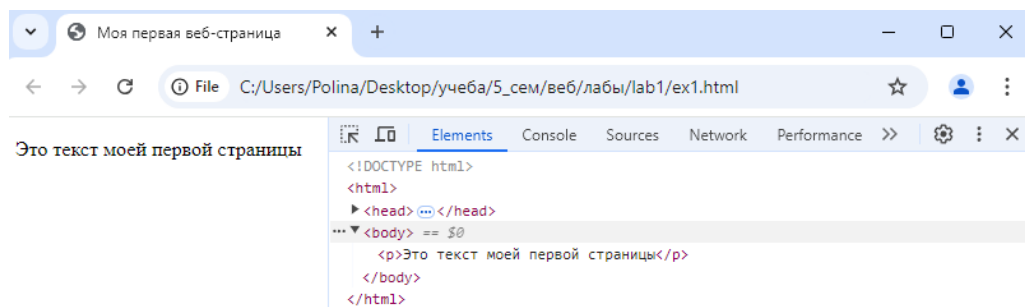 Моя первая веб-страница
File C:/Users/Polina/Desktop/учеба/5_сем/веб/лабы/lab1/ex1.html
Это текст моей первой страницы
Elements Console Sources Network Performance >>
<!DOCTYPE html>
<html>
<head>...</head>
... <body> == $0
<p>Это текст моей первой страницы</p>
</body>
</html>